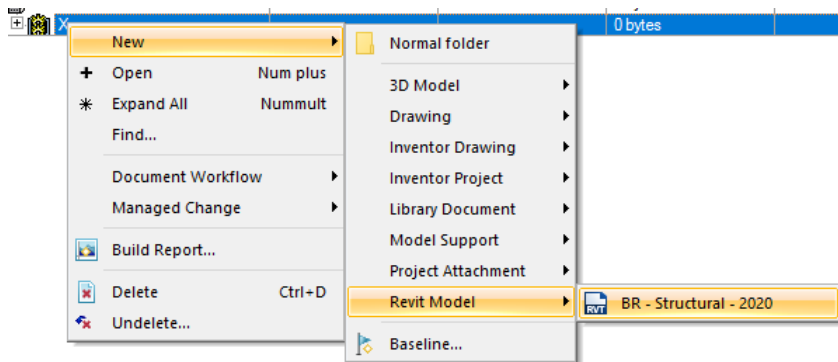 X
0 bytes
New
Open Num plus
Expand All Nummult
Find...
Document Workflow
Managed Change
Build Report...
Delete Ctrl+D
Undelete...
Normal folder
3D Model
Drawing
Inventor Drawing
Inventor Project
Library Document
Model Support
Project Attachment
Revit Model
Baseline...
RVT
BR - Structural - 2020